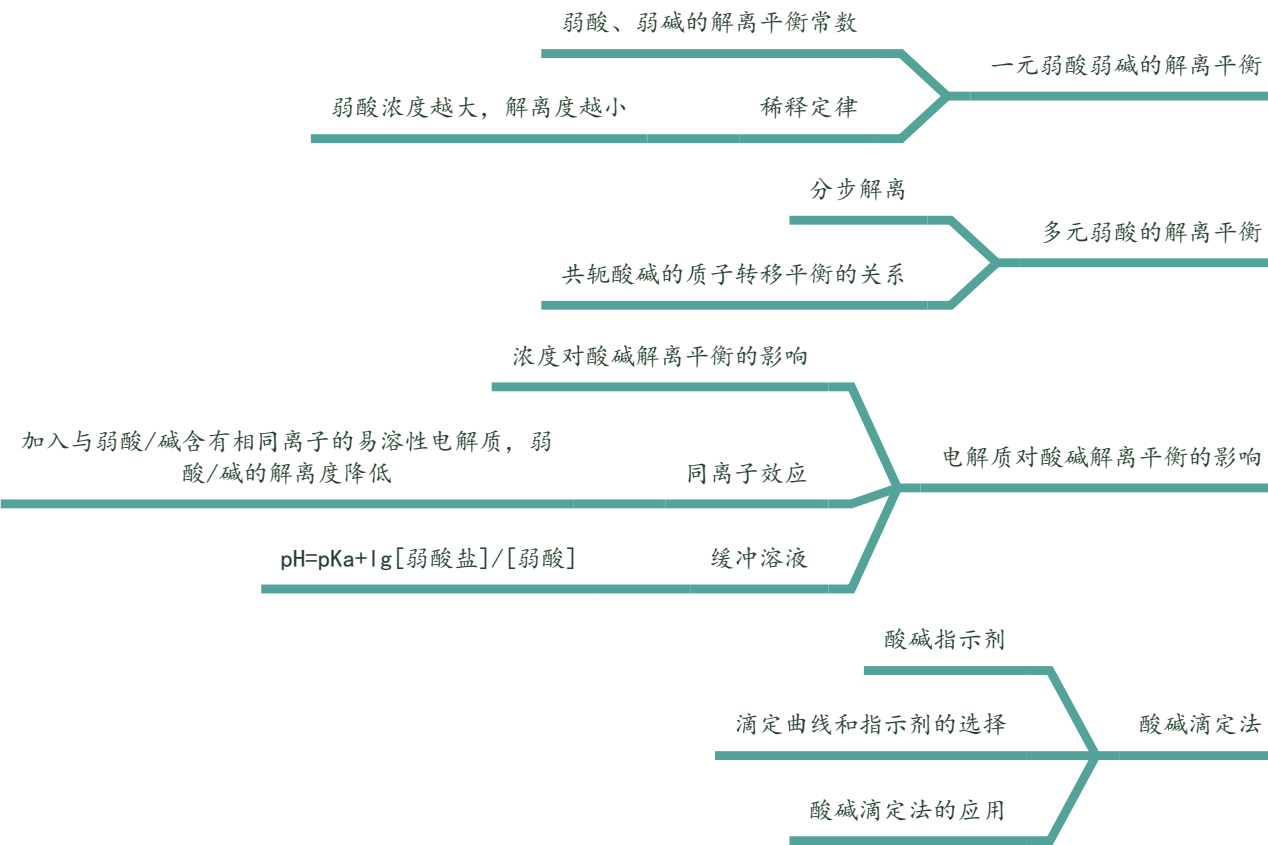 弱酸、弱碱的解离平衡常数
一元弱酸弱碱的解离平衡
弱酸浓度越大，解离度越小
稀释定律
分步解离
多元弱酸的解离平衡
共轭酸碱的质子转移平衡的关系
浓度对酸碱解离平衡的影响
加入与弱酸/碱含有相同离子的易溶性电解质，弱
酸/碱的解离度降低
同离子效应
电解质对酸碱解离平衡的影响
pH=pKa+lg[弱酸盐]/[弱酸]
缓冲溶液
酸碱指示剂
滴定曲线和指示剂的选择
酸碱滴定法
酸碱滴定法的应用